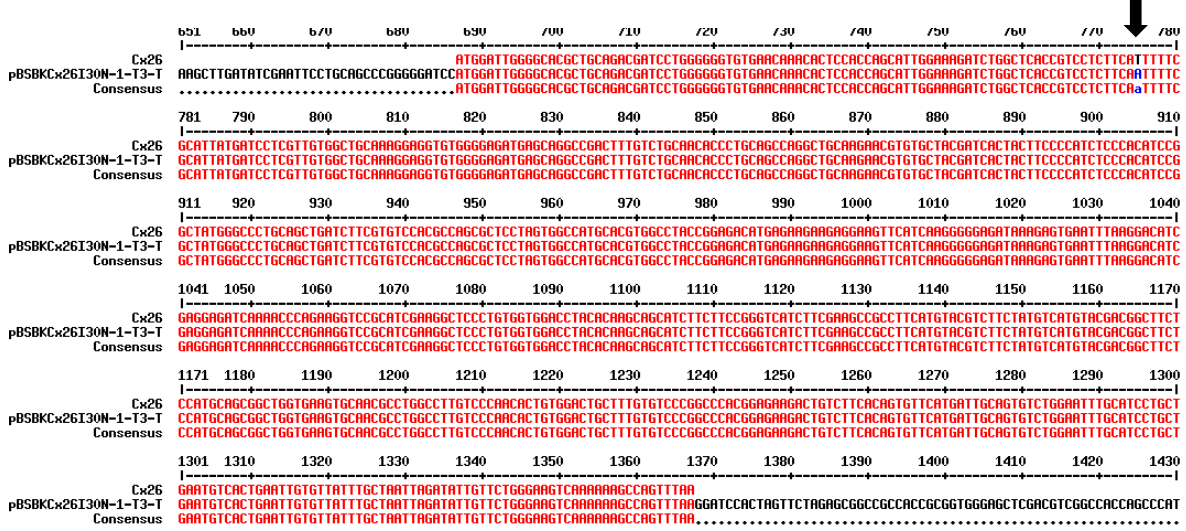 651 660 670 680 690 700 710 720 730 740 750 760 770 780
|--------+---------+---------+---------+---------+---------+---------+---------+---------+---------+---------+---------+---------|
Cx26 ATGGATTGGGGCACGCTGCAGACGATCCTGGGGGGTGTGAACAAACACTCCACCAGCATTGGAAAGATCTGGCTCACCGTCCTCTTCATTTTTC
pBSBKCx26I30N-1-T3-T AAGCTTGATATCGAATTCCTGCAGCCCGGGGGATCCATGGATTGGGGCACGCTGCAGACGATCCTGGGGGGTGTGAACAAACACTCCACCAGCATTGGAAAGATCTGGCTCACCGTCCTCTTCAATTTTC
Consensus ...................................ATGGATTGGGGCACGCTGCAGACGATCCTGGGGGGTGTGAACAAACACTCCACCAGCATTGGAAAGATCTGGCTCACCGTCCTCTTCAaTTTTC
781 790 800 810 820 830 840 850 860 870 880 890 900 910
|--------+---------+---------+---------+---------+---------+---------+---------+---------+---------+---------+---------+---------|
Cx26 GCATTATGATCCTCGTTGTGGCTGCAAAGGAGGTGTGGGGAGATGAGCAGGCCGACTTTGTCTGCAACACCCTGCAGCCAGGCTGCAAGAACGTGTGCTACGATCACTACTTCCCCATCTCCCACATCCG
pBSBKCx26I30N-1-T3-T GCATTATGATCCTCGTTGTGGCTGCAAAGGAGGTGTGGGGAGATGAGCAGGCCGACTTTGTCTGCAACACCCTGCAGCCAGGCTGCAAGAACGTGTGCTACGATCACTACTTCCCCATCTCCCACATCCG
Consensus GCATTATGATCCTCGTTGTGGCTGCAAAGGAGGTGTGGGGAGATGAGCAGGCCGACTTTGTCTGCAACACCCTGCAGCCAGGCTGCAAGAACGTGTGCTACGATCACTACTTCCCCATCTCCCACATCCG
911 920 930 940 950 960 970 980 990 1000 1010 1020 1030 1040
|--------+---------+---------+---------+---------+---------+---------+---------+---------+---------+---------+---------+---------|
Cx26 GCTATGGGCCCTGCAGCTGATCTTCGTGTCCACGCCAGCGCTCCTAGTGGCCATGCACGTGGCCTACCGGAGACATGAGAAGAAGAGGAAGTTCATCAAGGGGGAGATAAAGAGTGAATTTAAGGACATC
pBSBKCx26I30N-1-T3-T GCTATGGGCCCTGCAGCTGATCTTCGTGTCCACGCCAGCGCTCCTAGTGGCCATGCACGTGGCCTACCGGAGACATGAGAAGAAGAGGAAGTTCATCAAGGGGGAGATAAAGAGTGAATTTAAGGACATC
Consensus GCTATGGGCCCTGCAGCTGATCTTCGTGTCCACGCCAGCGCTCCTAGTGGCCATGCACGTGGCCTACCGGAGACATGAGAAGAAGAGGAAGTTCATCAAGGGGGAGATAAAGAGTGAATTTAAGGACATC
1041 1050 1060 1070 1080 1090 1100 1110 1120 1130 1140 1150 1160 1170
|--------+---------+---------+---------+---------+---------+---------+---------+---------+---------+---------+---------+---------|
Cx26 GAGGAGATCAAAACCCAGAAGGTCCGCATCGAAGGCTCCCTGTGGTGGACCTACACAAGCAGCATCTTCTTCCGGGTCATCTTCGAAGCCGCCTTCATGTACGTCTTCTATGTCATGTACGACGGCTTCT
pBSBKCx26I30N-1-T3-T GAGGAGATCAAAACCCAGAAGGTCCGCATCGAAGGCTCCCTGTGGTGGACCTACACAAGCAGCATCTTCTTCCGGGTCATCTTCGAAGCCGCCTTCATGTACGTCTTCTATGTCATGTACGACGGCTTCT
Consensus GAGGAGATCAAAACCCAGAAGGTCCGCATCGAAGGCTCCCTGTGGTGGACCTACACAAGCAGCATCTTCTTCCGGGTCATCTTCGAAGCCGCCTTCATGTACGTCTTCTATGTCATGTACGACGGCTTCT
1171 1180 1190 1200 1210 1220 1230 1240 1250 1260 1270 1280 1290 1300
|--------+---------+---------+---------+---------+---------+---------+---------+---------+---------+---------+---------+---------|
Cx26 CCATGCAGCGGCTGGTGAAGTGCAACGCCTGGCCTTGTCCCAACACTGTGGACTGCTTTGTGTCCCGGCCCACGGAGAAGACTGTCTTCACAGTGTTCATGATTGCAGTGTCTGGAATTTGCATCCTGCT
pBSBKCx26I30N-1-T3-T CCATGCAGCGGCTGGTGAAGTGCAACGCCTGGCCTTGTCCCAACACTGTGGACTGCTTTGTGTCCCGGCCCACGGAGAAGACTGTCTTCACAGTGTTCATGATTGCAGTGTCTGGAATTTGCATCCTGCT
Consensus CCATGCAGCGGCTGGTGAAGTGCAACGCCTGGCCTTGTCCCAACACTGTGGACTGCTTTGTGTCCCGGCCCACGGAGAAGACTGTCTTCACAGTGTTCATGATTGCAGTGTCTGGAATTTGCATCCTGCT
1301 1310 1320 1330 1340 1350 1360 1370 1380 1390 1400 1410 1420 1430
|--------+---------+---------+---------+---------+---------+---------+---------+---------+---------+---------+---------+---------|
Cx26 GAATGTCACTGAATTGTGTTATTTGCTAATTAGATATTGTTCTGGGAAGTCAAAAAAGCCAGTTTAA
pBSBKCx26I30N-1-T3-T GAATGTCACTGAATTGTGTTATTTGCTAATTAGATATTGTTCTGGGAAGTCAAAAAAGCCAGTTTAAGGATCCACTAGTTCTAGAGCGGCCGCCACCGCGGTGGGAGCTCGACGTCGGCCACCAGCCCAT
Consensus GAATGTCACTGAATTGTGTTATTTGCTAATTAGATATTGTTCTGGGAAGTCAAAAAAGCCAGTTTAA...............................................................